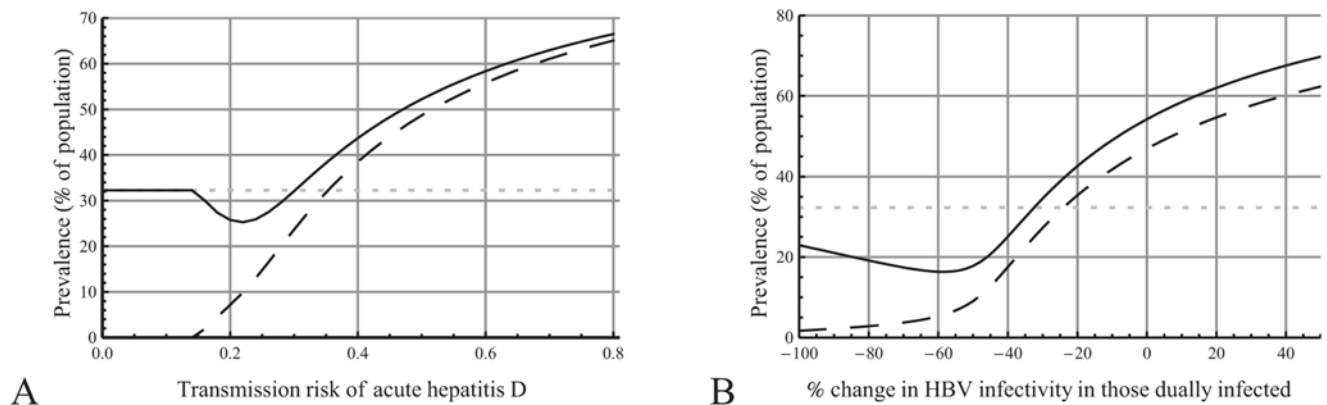 70
60
50
40
30
20
10
0
Prevalence (% of population)
0.0 0.2 0.4 0.6 0.8
A Transmission risk of acute hepatitis D
80
60
40
20
0
Prevalence (% of population)
−100 −80 −60 −40 −20 0 20 40
B % change in HBV infectivity in those dually infected